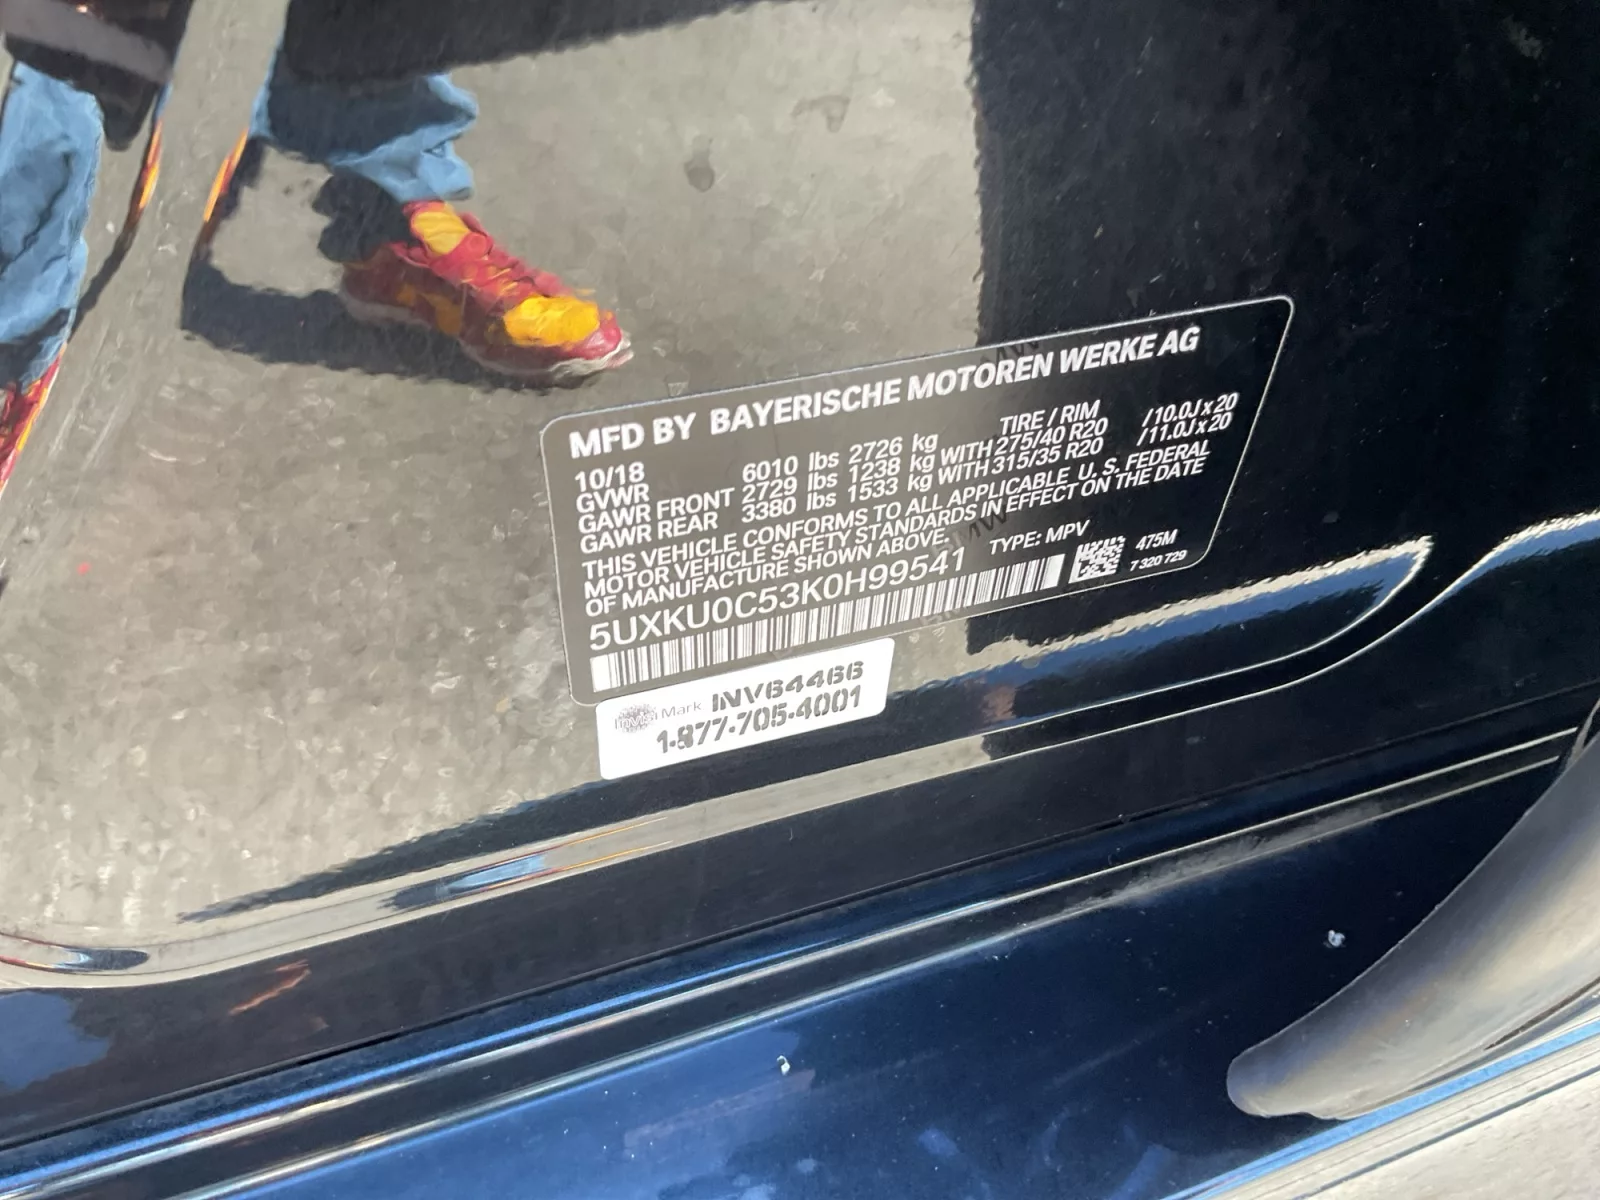 MFD BY BAYERISCHE MOTOREN WERKE AG
10/18 TIRE / RIM
GVWR 6010 lbs 2726 kg
GAWR FRONT 2729 lbs 1238 kg WITH 275/40 R20 /10.0J x 20
GAWR REAR 3380 lbs 1533 kg WITH 315/35 R20 /11.0J x 20
THIS VEHICLE CONFORMS TO ALL APPLICABLE U. S. FEDERAL
MOTOR VEHICLE SAFETY STANDARDS IN EFFECT ON THE DATE
OF MANUFACTURE SHOWN ABOVE.
5UXKU0C53K0H99541 TYPE: MPV
475M
7 320 729
Mark INV64466
1-877-705-4001